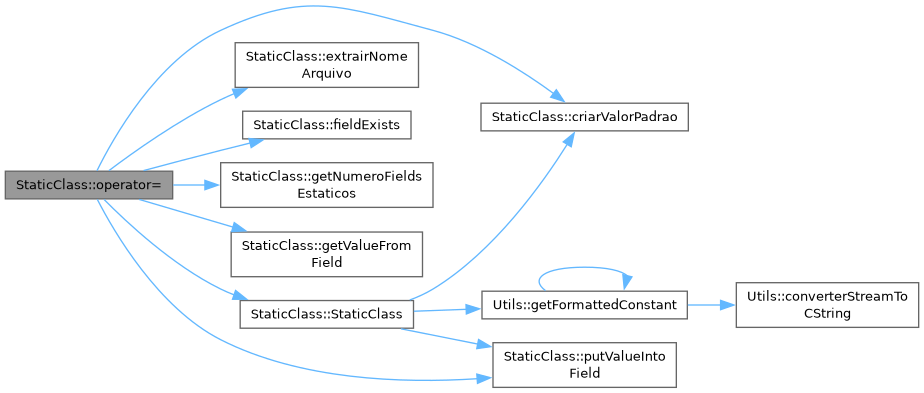 StaticClass::operator=
StaticClass::extrairNome
Arquivo
StaticClass::fieldExists
StaticClass::getNumeroFields
Estaticos
StaticClass::getValueFrom
Field
StaticClass::StaticClass
StaticClass::criarValorPadrao
Utils::getFormattedConstant
StaticClass::putValueInto
Field
Utils::converterStreamTo
CString